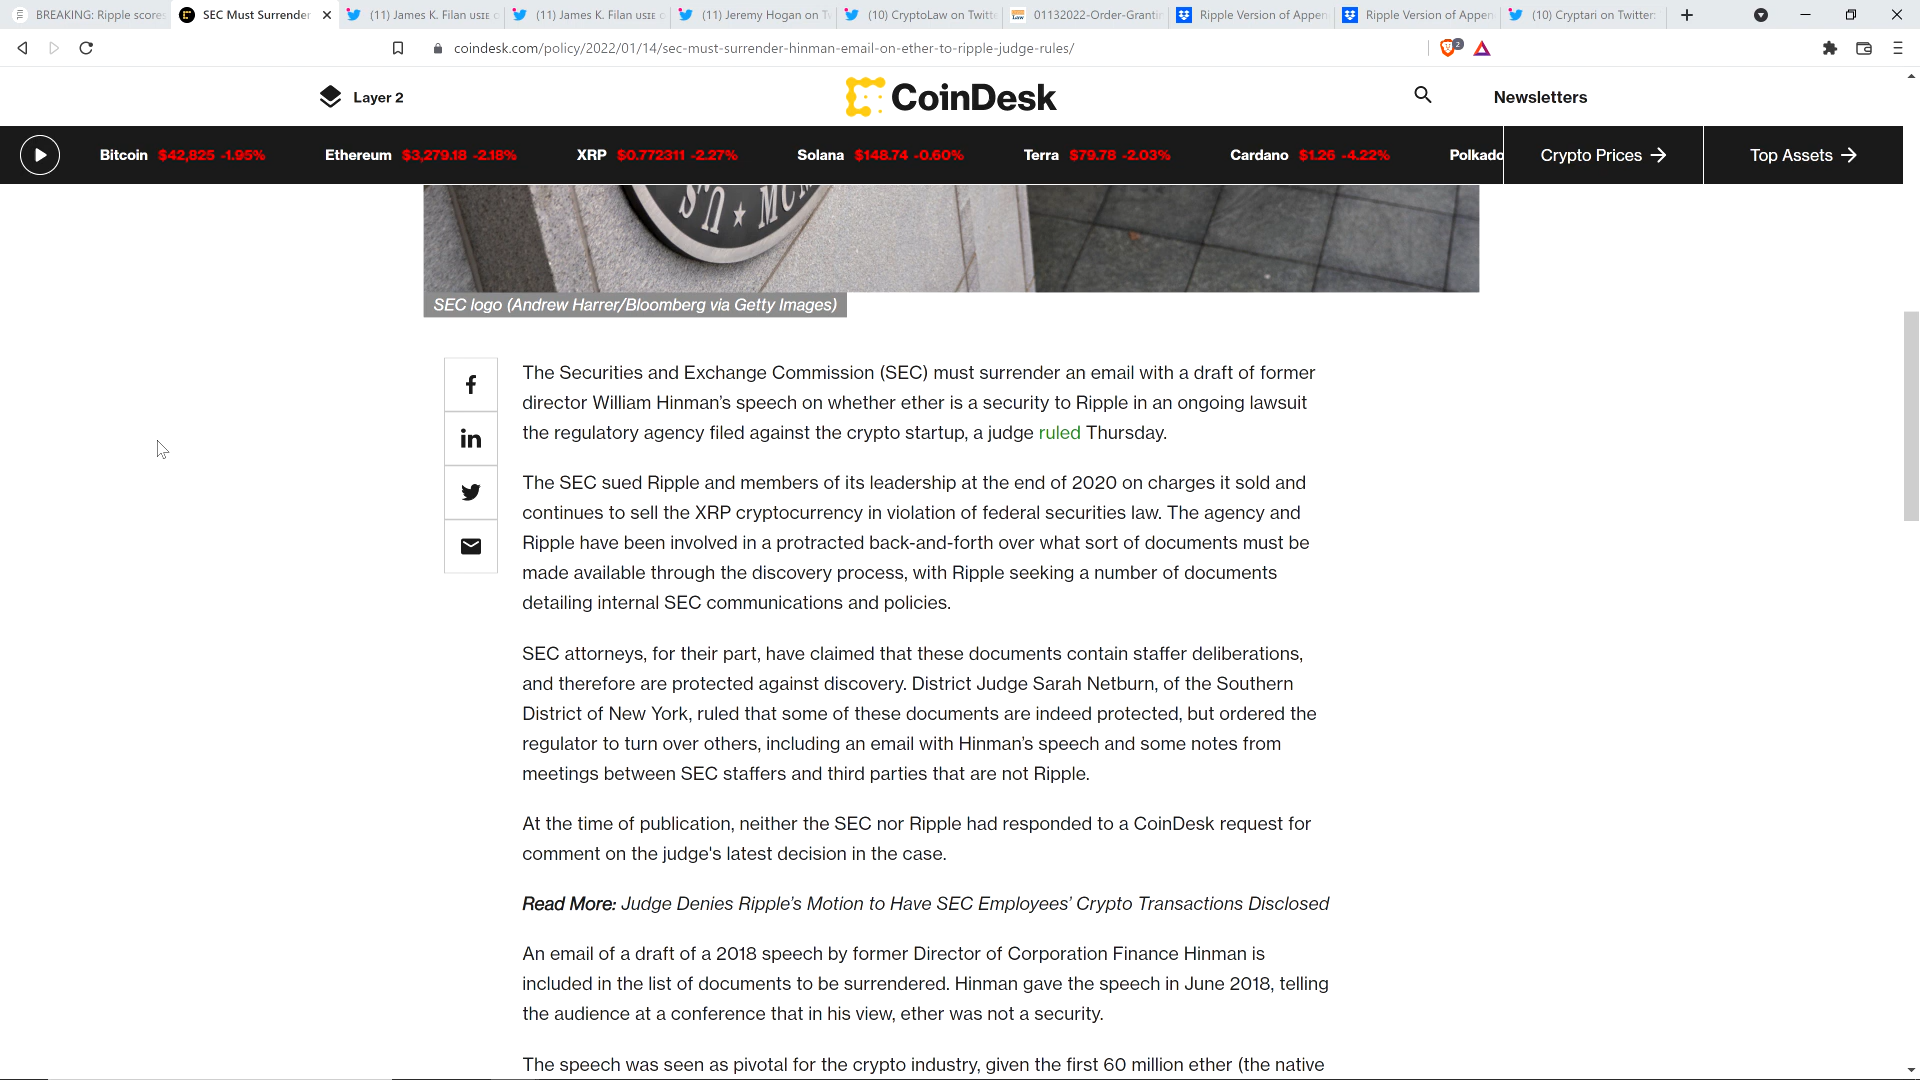 BREAKING: Ripple scores
SEC Must Surrender
(11) James K. Filan
(11) James K. Filan
(11) Jeremy Hogan on T
(10) CryptoLaw on Twitt
01132022-Order-Granti
Ripple Version of Appen
Ripple Version of Appen
(10) Cryptari on Twitter:
coindesk.com/policy/2022/01/14/sec-must-surrender-hinman-email-on-ether-to-ripple-judge-rules/
2
Layer 2
CoinDesk
Newsletters
Bitcoin $42,825 -1.95% Ethereum $3,279.18 -2.18% XRP $0.772311 -2.27% Solana $148.74 -0.60% Terra $79.78 -2.03% Cardano $1.26 -4.22% Polkado
Crypto Prices →
Top Assets →
SEC logo (Andrew Harrer/Bloomberg via Getty Images)
The Securities and Exchange Commission (SEC) must surrender an email with a draft of former
director William Hinman’s speech on whether ether is a security to Ripple in an ongoing lawsuit
the regulatory agency filed against the crypto startup, a judge ruled Thursday.
The SEC sued Ripple and members of its leadership at the end of 2020 on charges it sold and
continues to sell the XRP cryptocurrency in violation of federal securities law. The agency and
Ripple have been involved in a protracted back-and-forth over what sort of documents must be
made available through the discovery process, with Ripple seeking a number of documents
detailing internal SEC communications and policies.
SEC attorneys, for their part, have claimed that these documents contain staffer deliberations,
and therefore are protected against discovery. District Judge Sarah Netburn, of the Southern
District of New York, ruled that some of these documents are indeed protected, but ordered the
regulator to turn over others, including an email with Hinman’s speech and some notes from
meetings between SEC staffers and third parties that are not Ripple.
At the time of publication, neither the SEC nor Ripple had responded to a CoinDesk request for
comment on the judge's latest decision in the case.
Read More: Judge Denies Ripple’s Motion to Have SEC Employees’ Crypto Transactions Disclosed
An email of a draft of a 2018 speech by former Director of Corporation Finance Hinman is
included in the list of documents to be surrendered. Hinman gave the speech in June 2018, telling
the audience at a conference that in his view, ether was not a security.
The speech was seen as pivotal for the crypto industry, given the first 60 million ether (the native